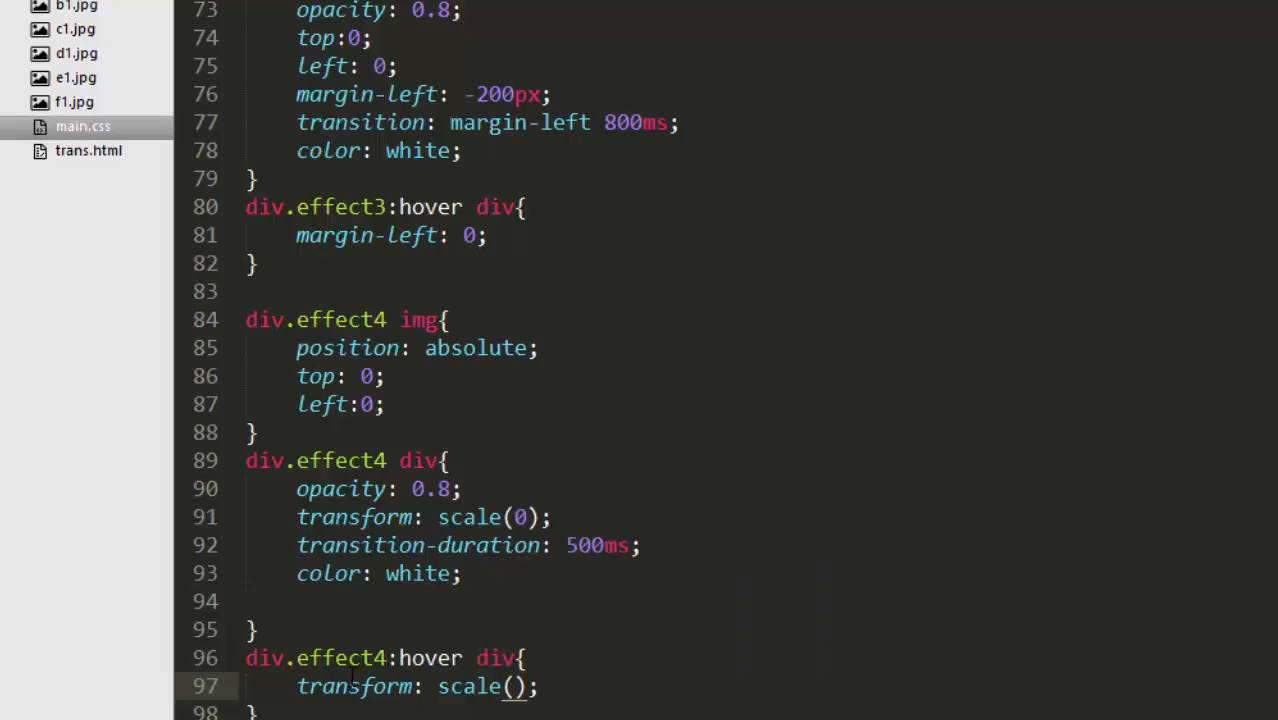 b1.jpg
c1.jpg
d1.jpg
e1.jpg
f1.jpg
main.css
trans.html
73 opacity: 0.8;
74 top:0;
75 left: 0;
76 margin-left: -200px;
77 transition: margin-left 800ms;
78 color: white;
79 }
80 div.effect3:hover div{
81 margin-left: 0;
82 }
83
84 div.effect4 img{
85 position: absolute;
86 top: 0;
87 left:0;
88 }
89 div.effect4 div{
90 opacity: 0.8;
91 transform: scale(0);
92 transition-duration: 500ms;
93 color: white;
94
95 }
96 div.effect4:hover div{
97 transform: scale();
98 }